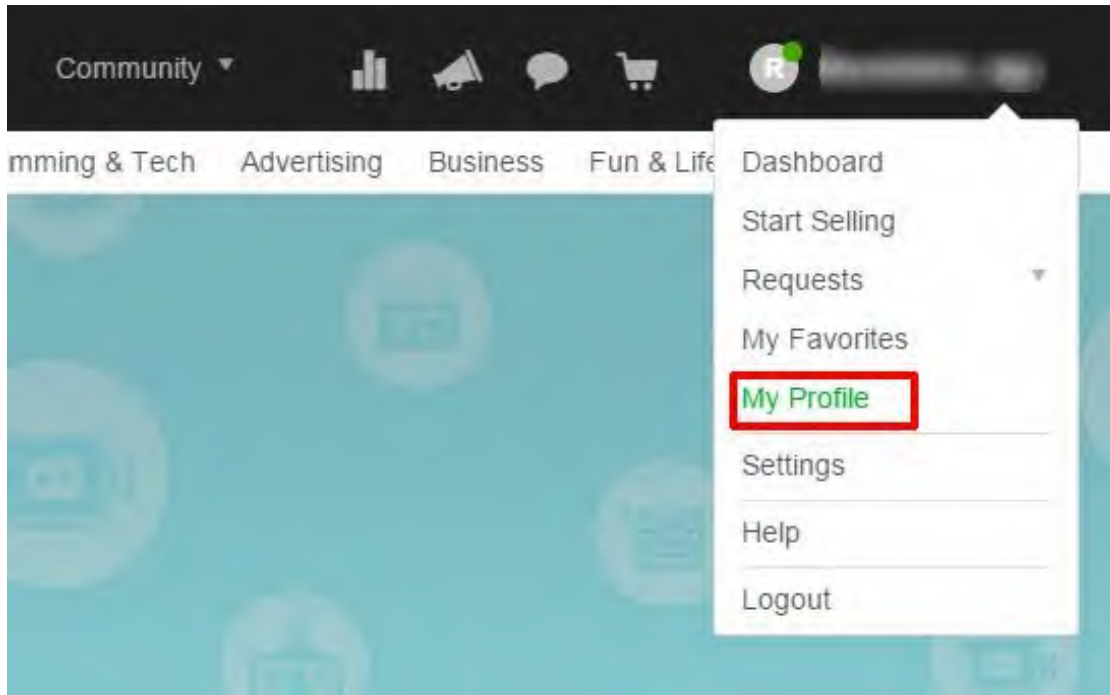 Community
R
mming & Tech Advertising Business Fun & Life
Dashboard
Start Selling
Requests
My Favorites
My Profile
Settings
Help
Logout